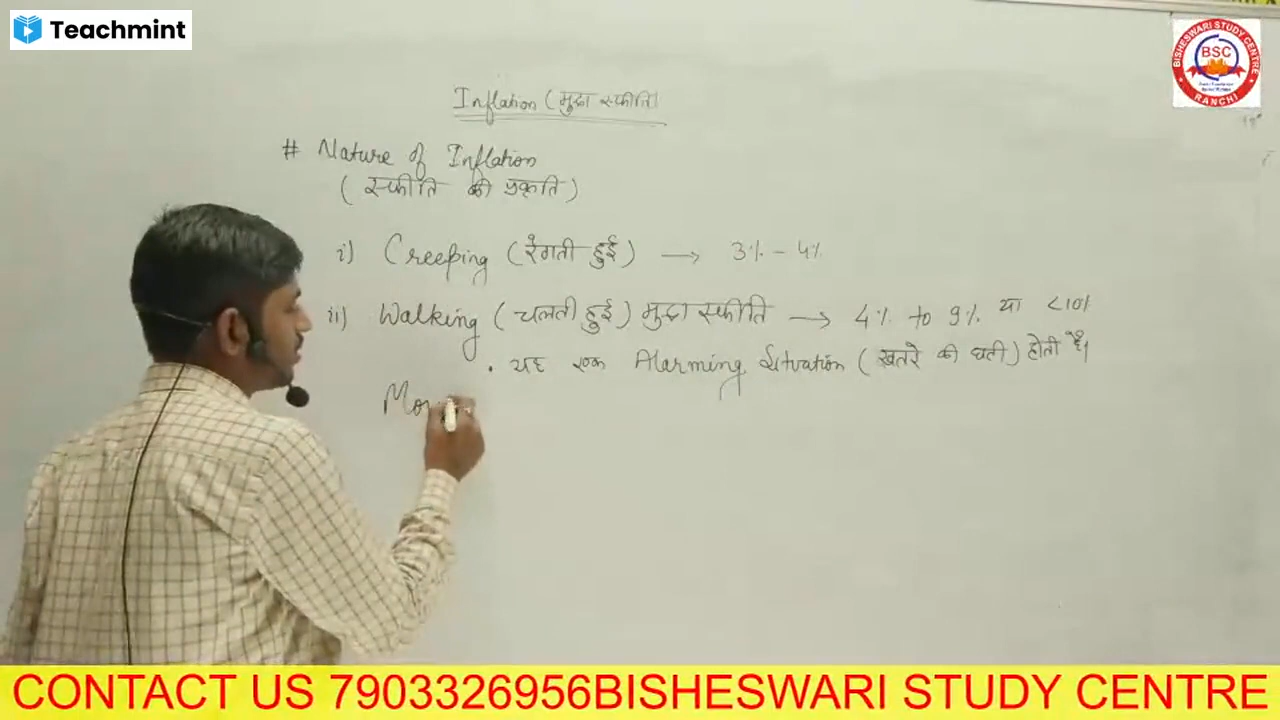 Teachmint
BISHESWARI STUDY CENTRE
BSC
RANCHI
Inflation (मुद्रा स्फीति)
# Nature of Inflation
(स्फीति की प्रकृति)
i) Creeping (रेंगती हुई) → 3% - 4%
ii) Walking (चलती हुई) मुद्रा स्फीति → 4% to 9% या <10%
. यह एक Alarming Situation (खतरे की घंटी) होती है।
Mo
CONTACT US 7903326956BISHESWARI STUDY CENTRE